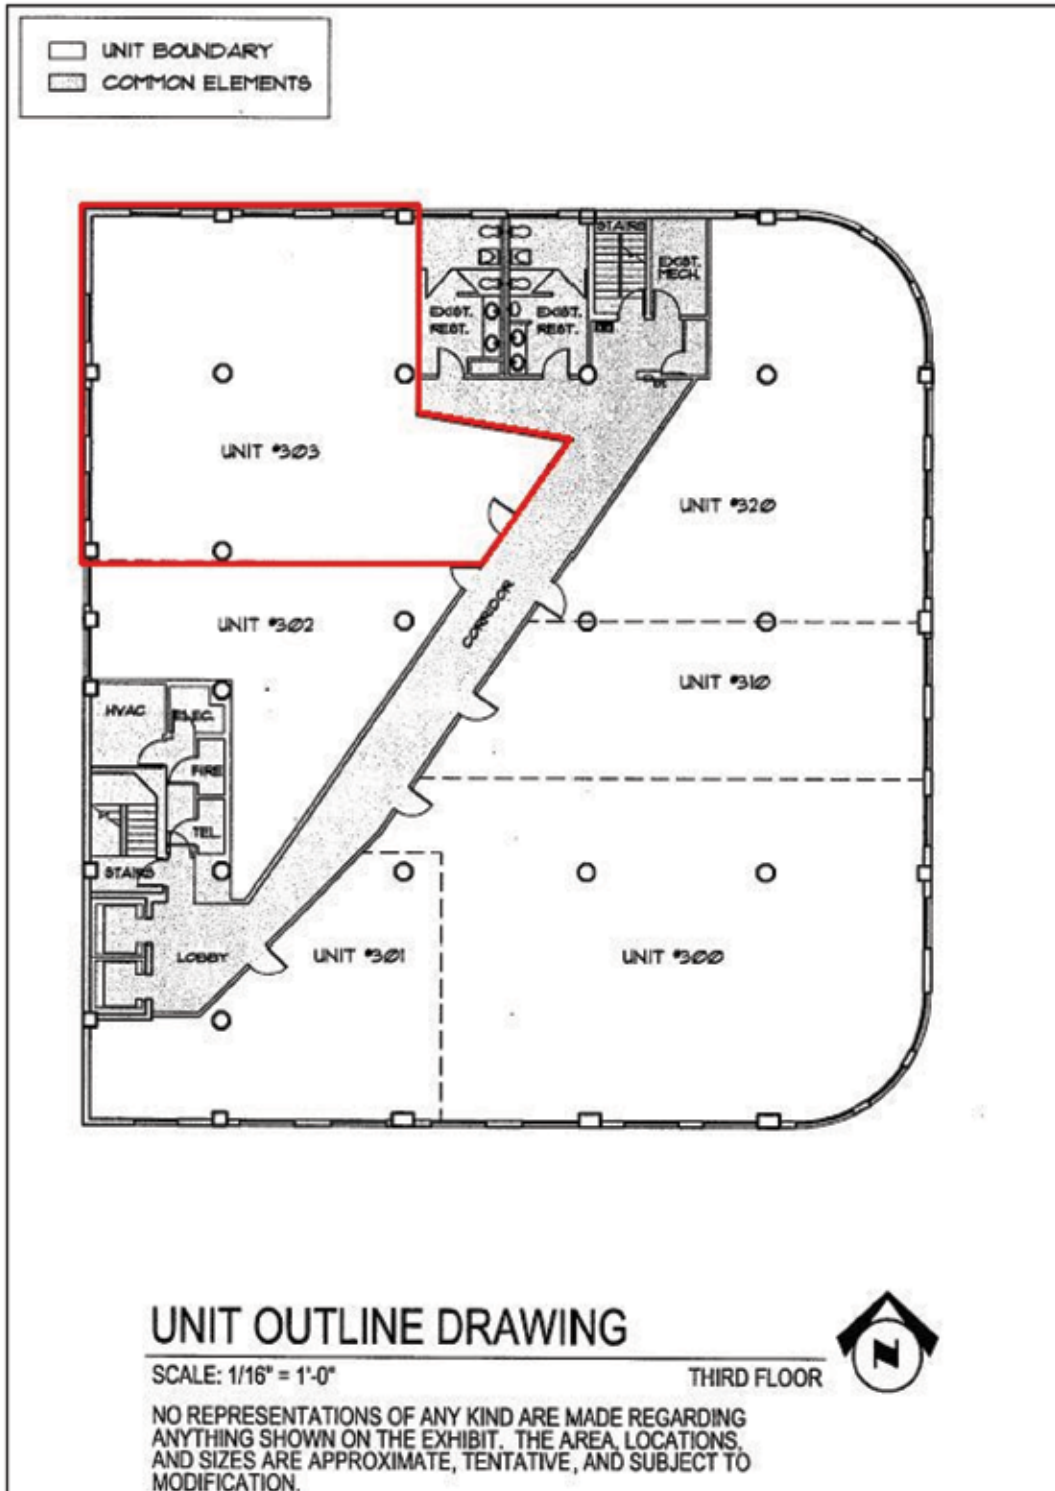 UNIT BOUNDARY
COMMON ELEMENTS
STAIRS
EXIST.
MECH.
EXIST.
REST.
EXIST.
REST.
UNIT #303
UNIT #320
CORRIDOR
UNIT #302
UNIT #310
HVAC
ELEC.
FIRE
TEL.
STAIRS
LOBBY
UNIT #301
UNIT #300
UNIT OUTLINE DRAWING
SCALE: 1/16" = 1'-0"
THIRD FLOOR
N
NO REPRESENTATIONS OF ANY KIND ARE MADE REGARDING
ANYTHING SHOWN ON THE EXHIBIT. THE AREA, LOCATIONS,
AND SIZES ARE APPROXIMATE, TENTATIVE, AND SUBJECT TO
MODIFICATION.